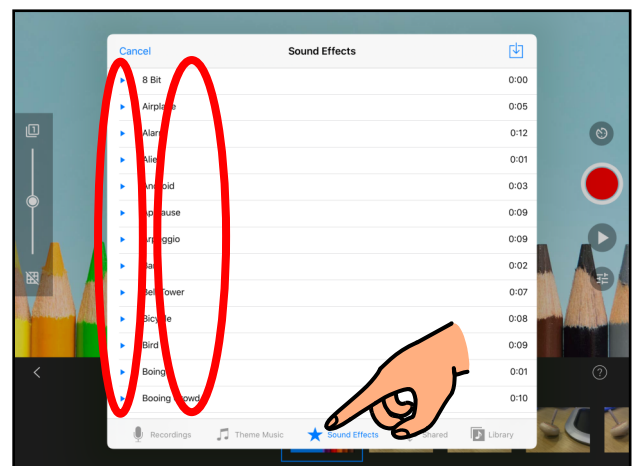 Cancel Sound Effects
8 Bit 0:00
Airplane 0:05
Alarm 0:12
Alien 0:01
Android 0:03
Applause 0:09
Arpeggio 0:09
0:02
Bell Tower 0:07
Bicycle 0:08
Bird 0:09
Boing 0:01
Booing Crowd 0:10
Recordings Theme Music Sound Effects Shared Library
1
?